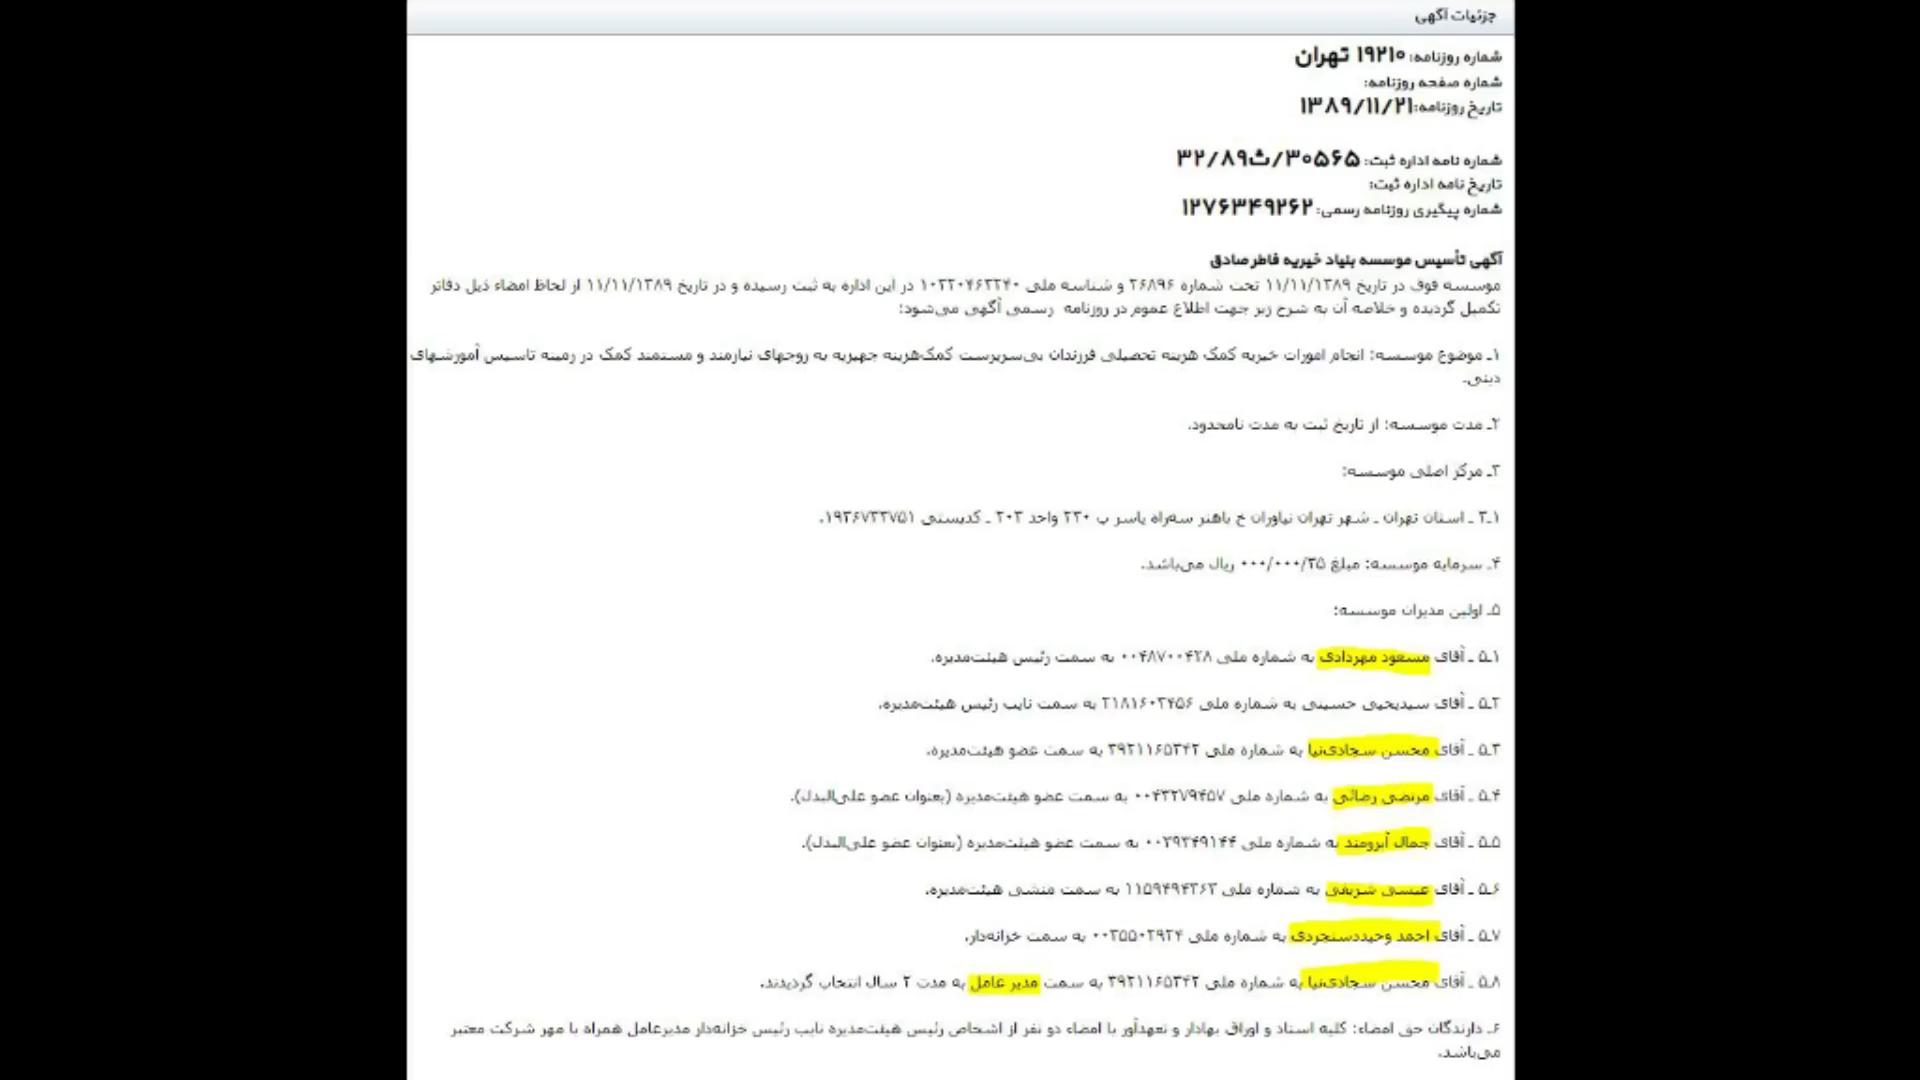 جزئیات آگهی
شماره روزنامه: ۱۹۲۱۰ تهران
شماره صفحه روزنامه:
تاریخ روزنامه:۱۳۸۹/۱۱/۲۱
شماره نامه اداره ثبت: ۳۰۵۶۵/ث۳۲/۸۹
تاریخ نامه اداره ثبت:
شماره پیگیری روزنامه رسمی: ۱۲۷۶۳۴۹۲۶۲
آگهی تأسیس موسسه بنیاد خیریه فاطر صادق
موسسه فوق در تاریخ ۱۱/۱۱/۱۳۸۹ تحت شماره ۲۶۸۹۶ و شناسه ملی ۱۰۳۲۰۴۶۳۲۴۰ در این اداره به ثبت رسیده و در تاریخ ۱۱/۱۱/۱۳۸۹ از لحاظ امضاء ذیل دفاتر
تکمیل گردیده و خلاصه آن به شرح زیر جهت اطلاع عموم در روزنامه رسمی آگهی می‌شود:
۱ـ موضوع موسسه: انجام امورات خیریه کمک هزینه تحصیلی فرزندان بی‌سرپرست کمک‌هزینه جهیزیه به زوجهای نیازمند و مستمند کمک در زمینه تاسیس آموزشهای
دینی.
۲ـ مدت موسسه: از تاریخ ثبت به مدت نامحدود.
۳ـ مرکز اصلی موسسه:
۳ـ۱ ـ استان تهران ـ شهر تهران نیاوران خ باهنر سه‌راه یاسر پ ۲۳۰ واحد ۲۰۳ ـ کدپستی ۱۹۳۶۷۳۳۷۵۱.
۴ـ سرمایه موسسه: مبلغ ۳۵/۰۰۰/۰۰۰ ریال می‌باشد.
۵ـ اولین مدیران موسسه:
۵ـ۱ ـ آقای مسعود مهردادی به شماره ملی ۰۰۴۸۷۰۰۴۲۸ به سمت رئیس هیئت‌مدیره.
۵ـ۲ ـ آقای سیدیحیی حسینی به شماره ملی ۲۱۸۱۶۰۳۴۵۶ به سمت نایب رئیس هیئت‌مدیره.
۵ـ۳ ـ آقای محسن سجادی‌نیا به شماره ملی ۳۹۲۱۱۶۵۳۴۲ به سمت عضو هیئت‌مدیره.
۵ـ۴ ـ آقای مرتضی رضائی به شماره ملی ۰۰۴۳۲۷۹۴۵۷ به سمت عضو هیئت‌مدیره (بعنوان عضو علی‌البدل).
۵ـ۵ ـ آقای جمال آبرومند به شماره ملی ۰۰۳۹۳۴۹۱۴۴ به سمت عضو هیئت‌مدیره (بعنوان عضو علی‌البدل).
۵ـ۶ ـ آقای عیسی شریفی به شماره ملی ۱۱۵۹۴۹۴۳۶۳ به سمت منشی هیئت‌مدیره.
۵ـ۷ ـ آقای احمد وحیددستجردی به شماره ملی ۰۰۳۵۵۰۲۹۲۴ به سمت خزانه‌دار.
۵ـ۸ ـ آقای محسن سجادی‌نیا به شماره ملی ۳۹۲۱۱۶۵۳۴۲ به سمت مدیر عامل به مدت ۲ سال انتخاب گردیدند.
۶ـ دارندگان حق امضاء: کلیه اسناد و اوراق بهادار و تعهدآور با امضاء دو نفر از اشخاص رئیس هیئت‌مدیره نایب رئیس خزانه‌دار مدیرعامل همراه با مهر شرکت معتبر
می‌باشد.